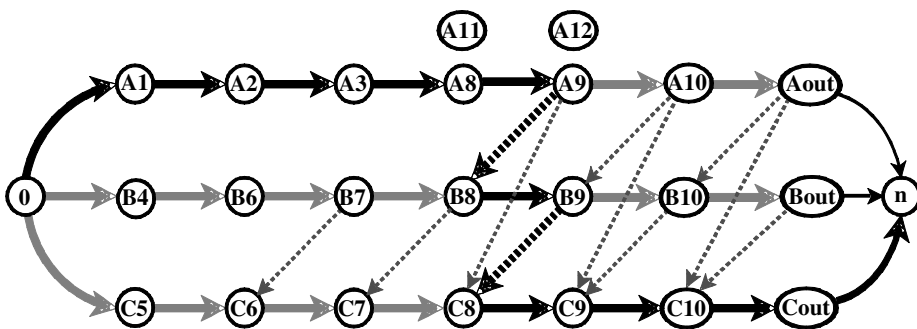 A11 A12
A1 A2 A3 A8 A9 A10 Aout
0 B4 B6 B7 B8 B9 B10 Bout n
C5 C6 C7 C8 C9 C10 Cout